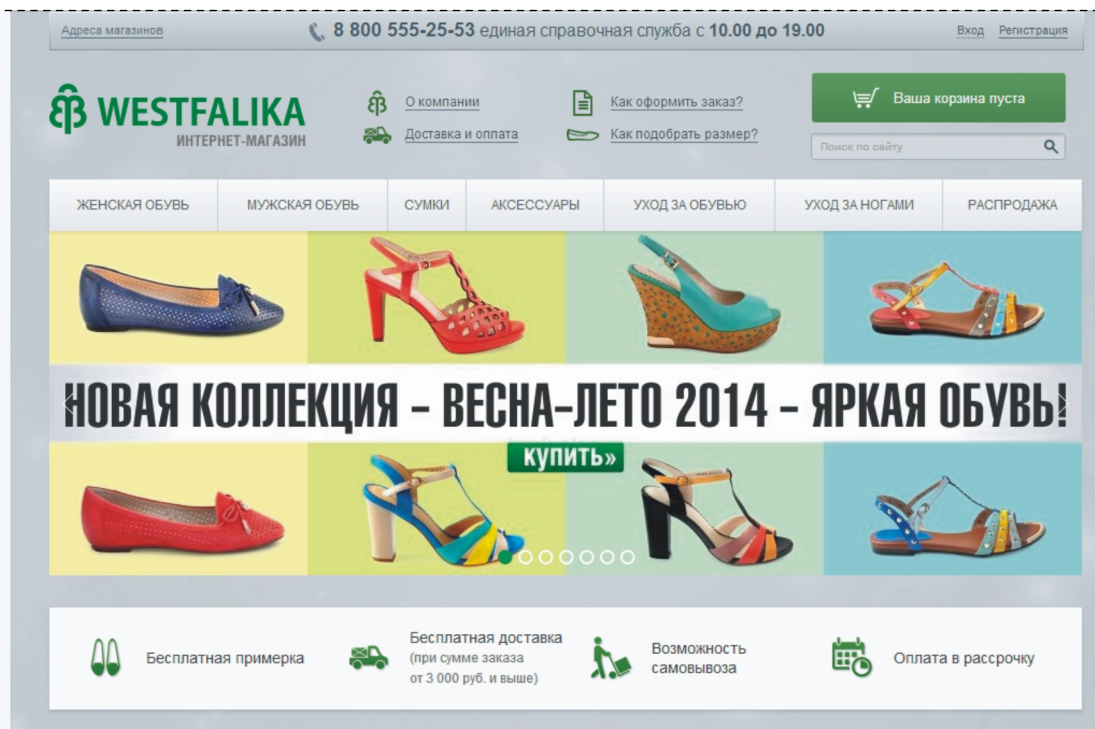 Адреса магазинов
8 800 555-25-53 единая справочная служба с 10.00 до 19.00
Вход Регистрация
WESTFALIKA
ИНТЕРНЕТ-МАГАЗИН
О компании
Доставка и оплата
Как оформить заказ?
Как подобрать размер?
Ваша корзина пуста
Поиск по сайту
ЖЕНСКАЯ ОБУВЬ МУЖСКАЯ ОБУВЬ СУМКИ АКСЕССУАРЫ УХОД ЗА ОБУВЬЮ УХОД ЗА НОГАМИ РАСПРОДАЖА
НОВАЯ КОЛЛЕКЦИЯ - ВЕСНА-ЛЕТО 2014 - ЯРКАЯ ОБУВЬ!
КУПИТЬ»
Бесплатная примерка
Бесплатная доставка
(при сумме заказа
от 3 000 руб. и выше)
Возможность
самовывоза
Оплата в рассрочку